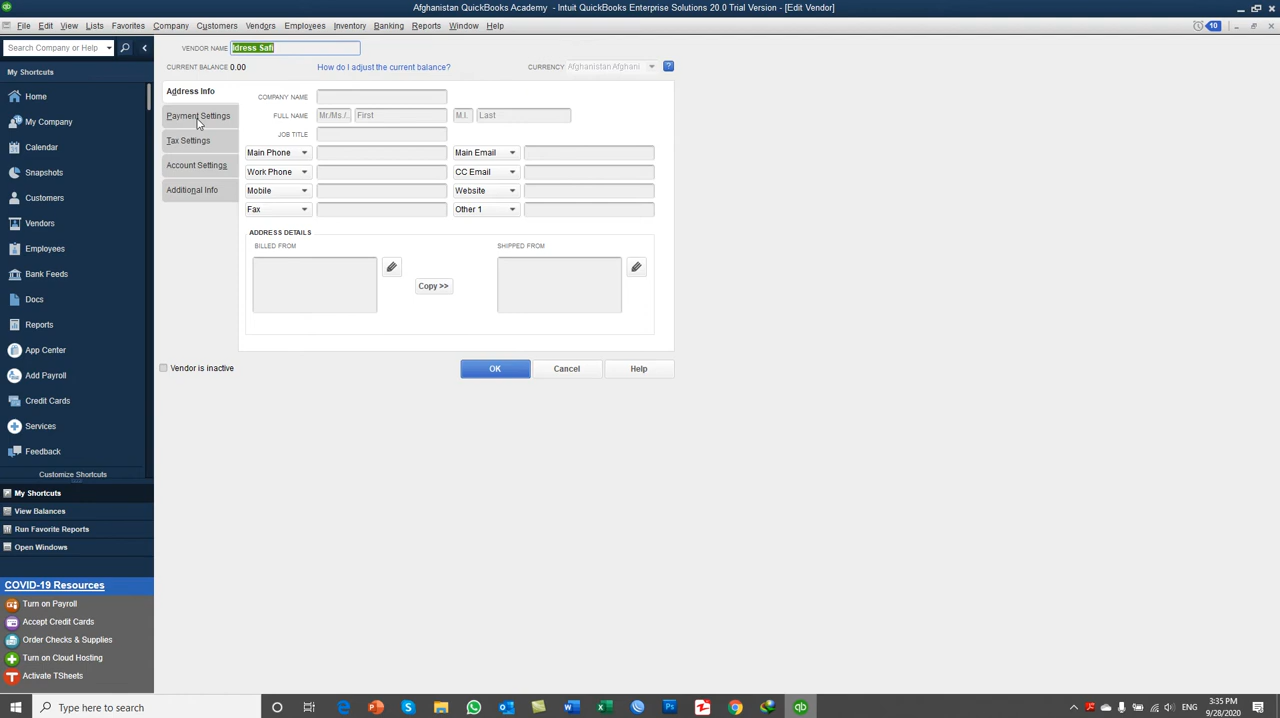 Afghanistan QuickBooks Academy - Intuit QuickBooks Enterprise Solutions 20.0 Trial Version - [Edit Vendor]
File Edit View Lists Favorites Company Customers Vendors Employees Inventory Banking Reports Window Help 10
Search Company or Help
My Shortcuts
Home
My Company
Calendar
Snapshots
Customers
Vendors
Employees
Bank Feeds
Docs
Reports
App Center
Add Payroll
Credit Cards
Services
Feedback
Customize Shortcuts
My Shortcuts
View Balances
Run Favorite Reports
Open Windows
COVID-19 Resources
Turn on Payroll
Accept Credit Cards
Order Checks & Supplies
Turn on Cloud Hosting
Activate TSheets
VENDOR NAME Idress Safi
CURRENT BALANCE 0.00 How do I adjust the current balance? CURRENCY Afghanistan Afghani ?
Address Info
Payment Settings
Tax Settings
Account Settings
Additional Info
COMPANY NAME
FULL NAME Mr./Ms./.. First M.I. Last
JOB TITLE
Main Phone Main Email
Work Phone CC Email
Mobile Website
Fax Other 1
ADDRESS DETAILS
BILLED FROM SHIPPED FROM
Copy >>
Vendor is inactive OK Cancel Help
Type here to search
3:35 PM
9/28/2020